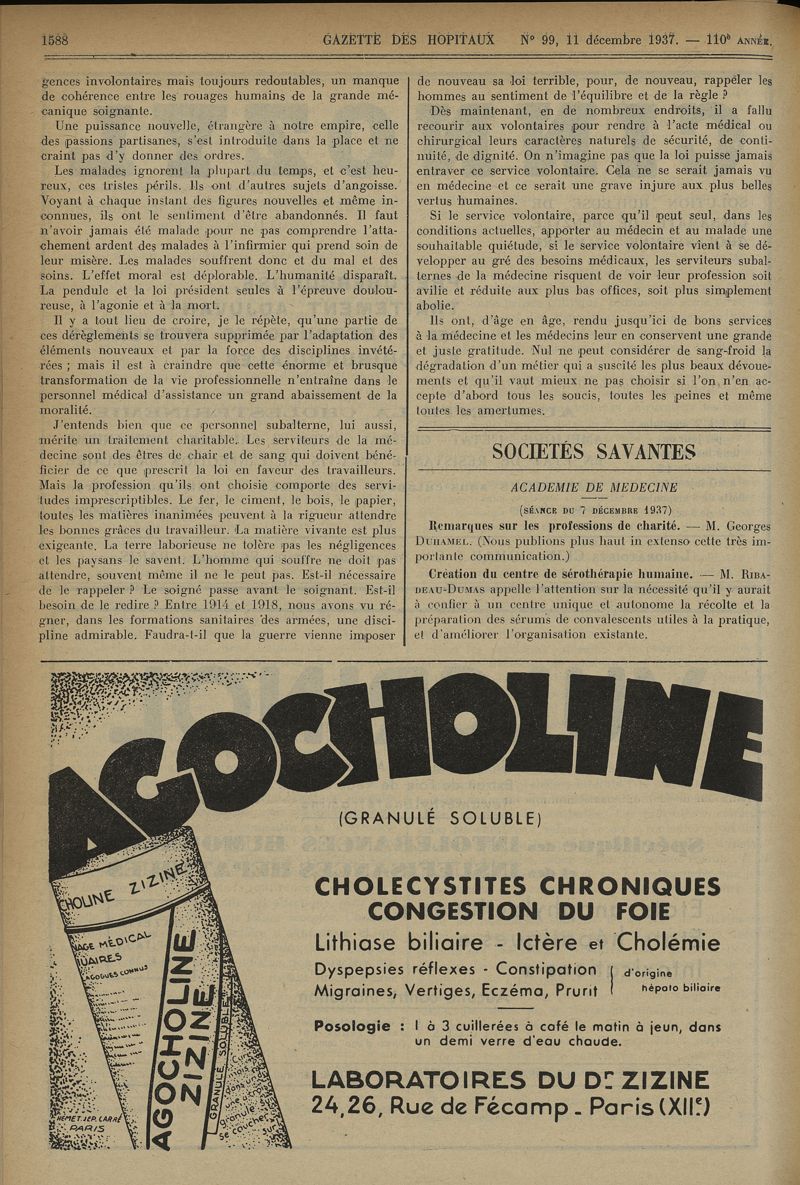 1588 GAZETTE DES HOPITAUX N° 99, 11 décembre 1937. — 110e ANNÉE.
gences involontaires mais toujours redoutables, un manque
de cohérence entre les rouages humains de la grande mé-
canique soignante.
Une puissance nouvelle, étrangère à notre empire, celle
des passions partisanes, s'est introduite dans la place et ne
craint pas d'y donner des ordres.
Les malades ignorent la plupart du temps, et c'est heu-
reux, ces tristes périls. Ils ont d'autres sujets d'angoisse.
Voyant à chaque instant des figures nouvelles et même in-
connues, ils ont le sentiment d'être abandonnés. Il faut
n'avoir jamais été malade pour ne pas comprendre l'atta-
chement ardent des malades à l'infirmier qui prend soin de
leur misère. Les malades souffrent donc et du mal et des
soins. L'effet moral est déplorable. L'humanité disparaît.
La pendule et la loi président seules à l'épreuve doulou-
reuse, à l'agonie et à la mort.
Il y a tout lieu de croire, je le répète, qu'une partie de
ces dérèglements se trouvera supprimée par l'adaptation des
éléments nouveaux et par la force des disciplines invété-
rées ; mais il est à craindre que cette énorme et brusque
transformation de la vie professionnelle n'entraîne dans le
personnel médical d'assistance un grand abaissement de la
moralité.
J'entends bien que ce personnel subalterne, lui aussi,
mérite un traitement charitable. Les serviteurs de la mé-
decine sont des êtres de chair et de sang qui doivent béné-
ficier de ce que prescrit la loi en faveur des travailleurs.
Mais la profession qu'ils ont choisie comporte des servi-
tudes imprescriptibles. Le fer, le ciment, le bois, le papier,
toutes les matières inanimées peuvent à la rigueur attendre
les bonnes grâces du travailleur. La matière vivante est plus
exigeante. La terre laborieuse ne tolère pas les négligences
et les paysans le savent. L'homme qui souffre ne doit pas
attendre, souvent même il ne le peut pas. Est-il nécessaire
de le rappeler ? Le soigné passe avant le soignant. Est-il
besoin de le redire ? Entre 1914 et 1918, nous avons vu ré-
gner, dans les formations sanitaires des armées, une disci-
pline admirable. Faudra-t-il que la guerre vienne imposer
de nouveau sa loi terrible, pour, de nouveau, rappeler les
hommes au sentiment de l'équilibre et de la règle ?
Dès maintenant, en de nombreux endroits, il a fallu
recourir aux volontaires pour rendre à l'acte médical ou
chirurgical leurs caractères naturels de sécurité, de conti-
nuité, de dignité. On n'imagine pas que la loi puisse jamais
entraver ce service volontaire. Cela ne se serait jamais vu
en médecine et ce serait une grave injure aux plus belles
vertus humaines.
Si le service volontaire, parce qu'il peut seul, dans les
conditions actuelles, apporter au médecin et au malade une
souhaitable quiétude, si le service volontaire vient à se dé-
velopper au gré des besoins médicaux, les serviteurs subal-
ternes de la médecine risquent de voir leur profession soit
avilie et réduite aux plus bas offices, soit plus simplement
abolie.
Ils ont, d'âge en âge, rendu jusqu'ici de bons services
à la médecine et les médecins leur en conservent une grande
et juste gratitude. Nul ne peut considérer de sang-froid la
dégradation d'un métier qui a suscité les plus beaux dévoue-
ments et qu'il vaut mieux ne pas choisir si l'on n'en ac-
cepte d'abord tous les soucis, toutes les peines et même
toutes les amertumes.
SOCIETÉS SAVANTES
ACADEMIE DE MEDECINE
(SÉANCE DU 7 DÉCEMBRE 1937)
Remarques sur les professions de charité. — M. Georges
DUHAMEL. (Nous publions plus haut in extenso cette très im-
portante communication.)
Création du centre de sérothérapie humaine. — M. RIBA-
DEAU-DUMAS appelle l'attention sur la nécessité qu'il y aurait
à confier à un centre unique et autonome la récolte et la
préparation des sérums de convalescents utiles à la pratique,
et d'améliorer l'organisation existante.
AGOCHOLINE
(GRANULÉ SOLUBLE)
CHOLECYSTITES CHRONIQUES
CONGESTION DU FOIE
Lithiase biliaire - Ictère et Cholémie
Dyspepsies réflexes - Constipation d'origine
Migraines, Vertiges, Eczéma, Prurit hépato biliaire
Posologie : 1 à 3 cuillerées à café le matin à jeun, dans
un demi verre d'eau chaude.
LABORATOIRES DU Dr ZIZINE
24,26, Rue de Fécamp - Paris (XIIe)
CHOLINE ZIZINE
AGE MÉDICAL
IAIRES
AGOGUES CONNUS
AGOCHOLINE
ZIZINE
GRANULÉ SOLUBLE
HEMET.JEP.CARRÉ
PARIS